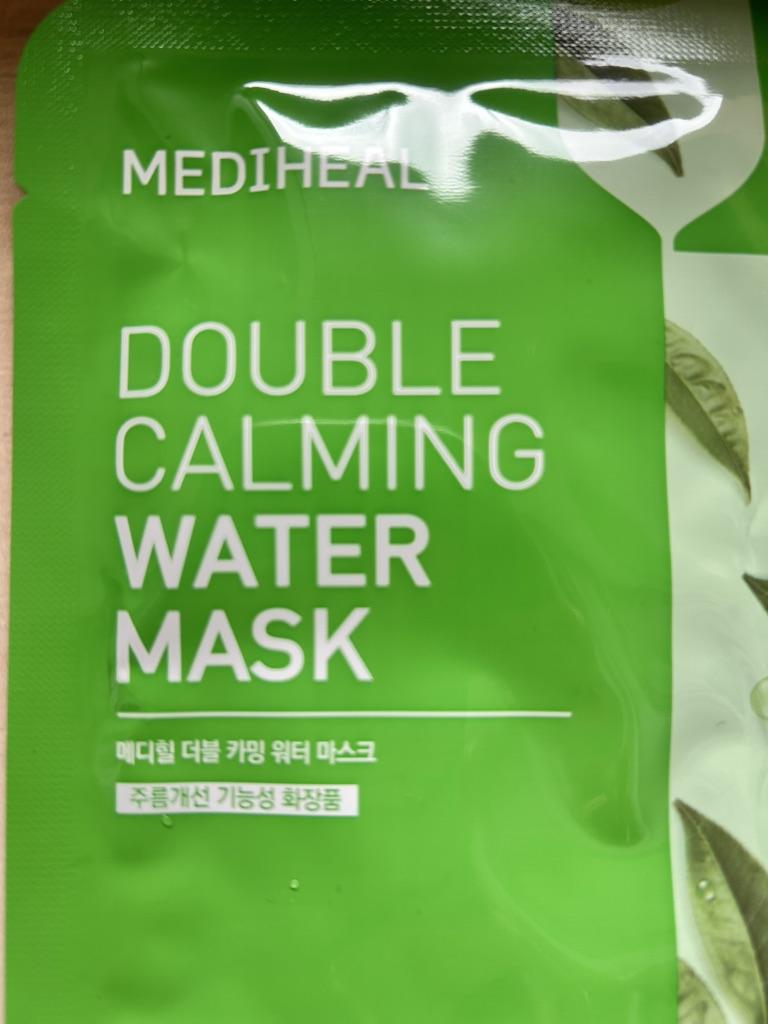 MEDIHEAL
DOUBLE
CALMING
WATER
MASK
메디힐 더블 카밍 워터 마스크
주름개선 기능성 화장품